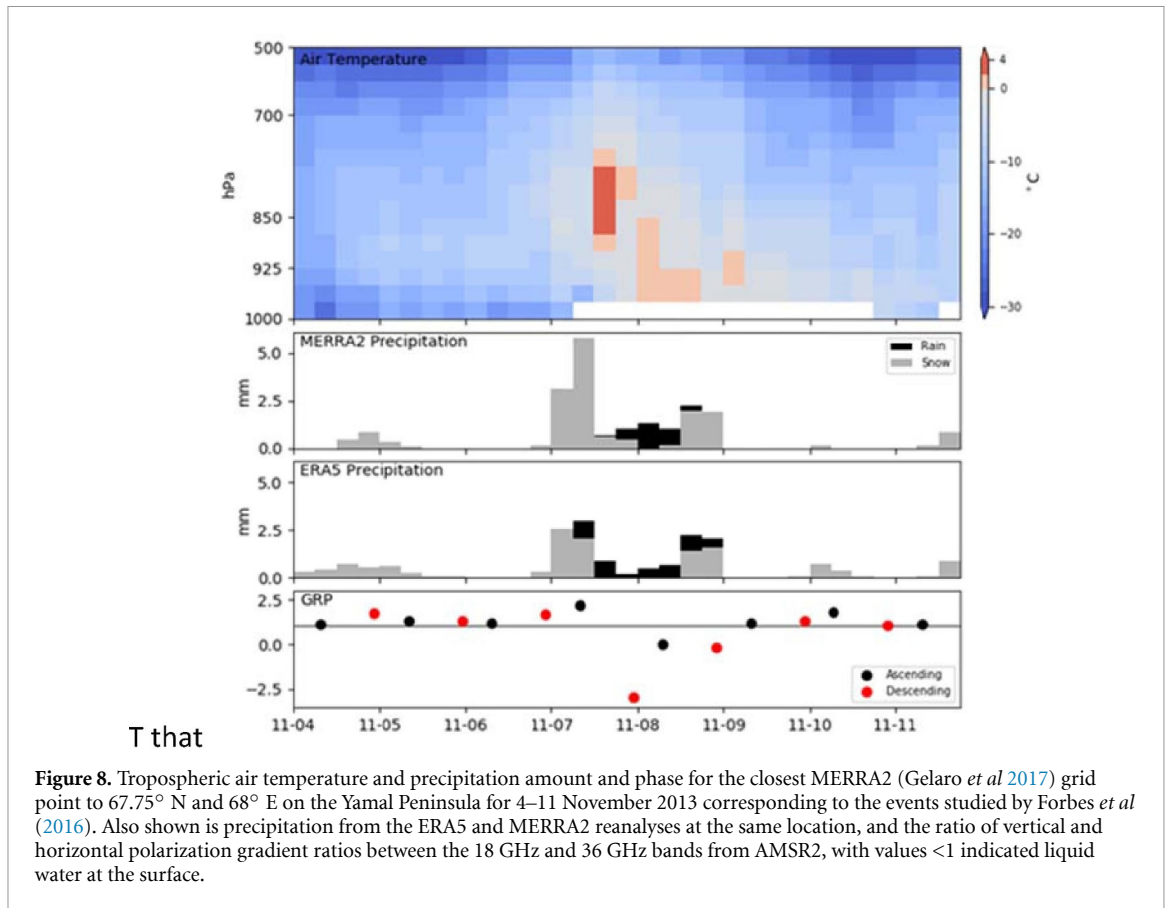 500
Air Temperature
700
hPa
850
925
1000
4
0
−10
°C
−20
−30
MERRA2 Precipitation
Rain
Snow
5.0
mm
2.5
0.0
ERA5 Precipitation
5.0
mm
2.5
0.0
GRP
2.5
0.0
−2.5
Ascending
Descending
11-04 11-05 11-06 11-07 11-08 11-09 11-10 11-11
T that
Figure 8. Tropospheric air temperature and precipitation amount and phase for the closest MERRA2 (Gelaro et al 2017) grid
point to 67.75° N and 68° E on the Yamal Peninsula for 4–11 November 2013 corresponding to the events studied by Forbes et al
(2016). Also shown is precipitation from the ERA5 and MERRA2 reanalyses at the same location, and the ratio of vertical and
horizontal polarization gradient ratios between the 18 GHz and 36 GHz bands from AMSR2, with values <1 indicated liquid
water at the surface.